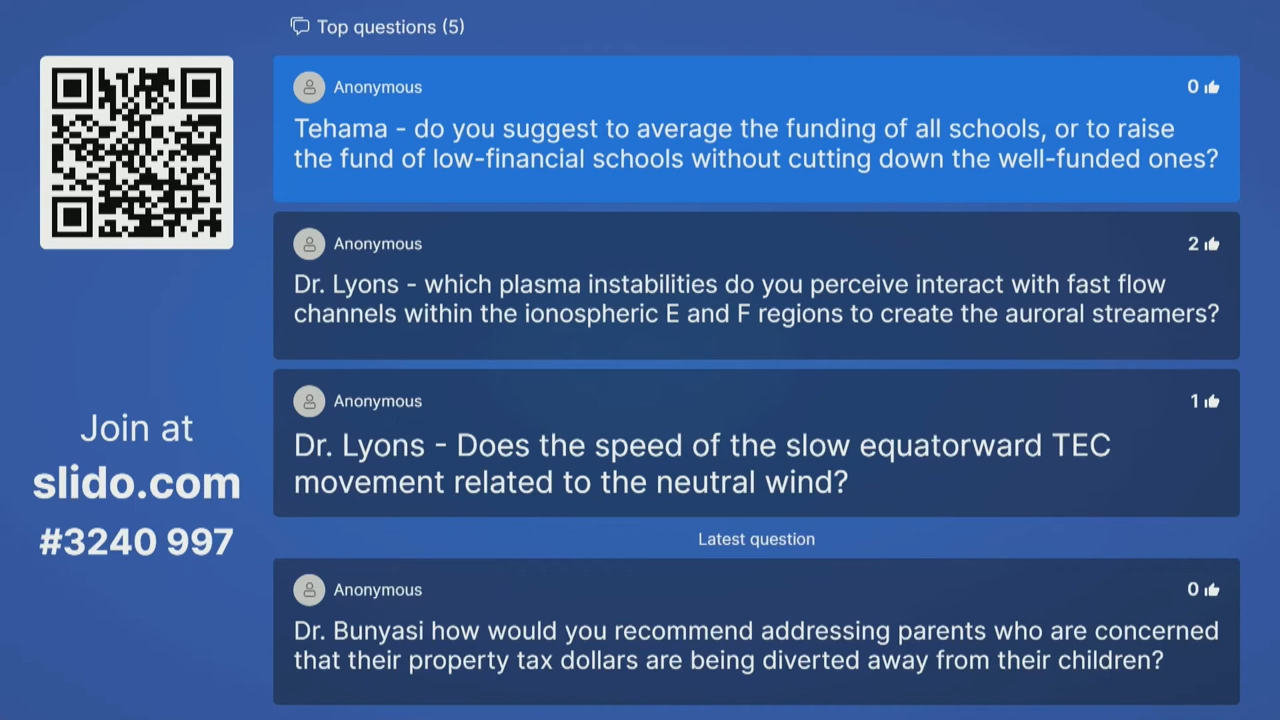 Top questions (5)
Anonymous
0
Tehama - do you suggest to average the funding of all schools, or to raise
the fund of low-financial schools without cutting down the well-funded ones?
Anonymous
2
Dr. Lyons - which plasma instabilities do you perceive interact with fast flow
channels within the ionospheric E and F regions to create the auroral streamers?
Anonymous
1
Dr. Lyons - Does the speed of the slow equatorward TEC
movement related to the neutral wind?
Latest question
Anonymous
0
Dr. Bunyasi how would you recommend addressing parents who are concerned
that their property tax dollars are being diverted away from their children?
Join at
slido.com
#3240 997